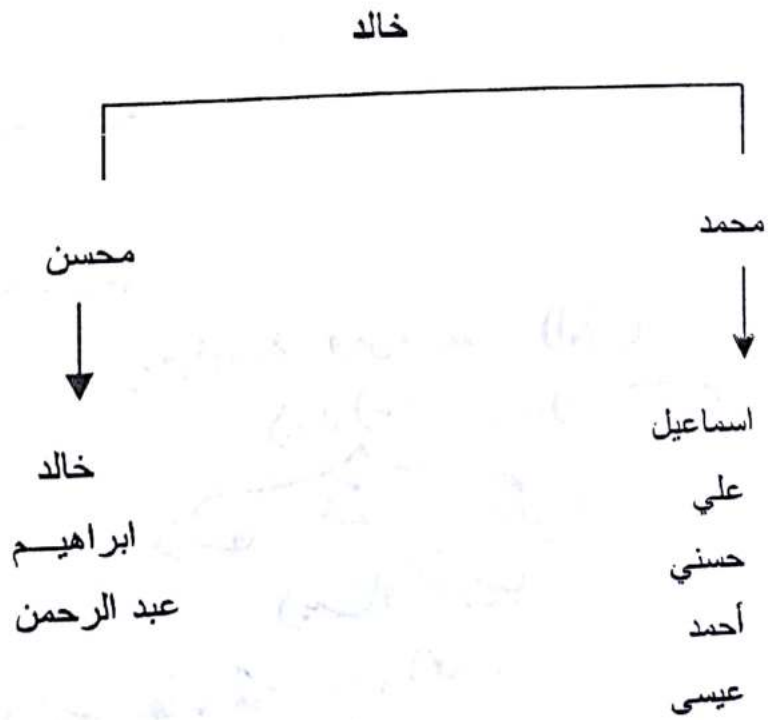 خالد
محمد
محسن
اسماعيل
علي
حسني
أحمد
عيسى
خالد
ابراهيم
عبد الرحمن